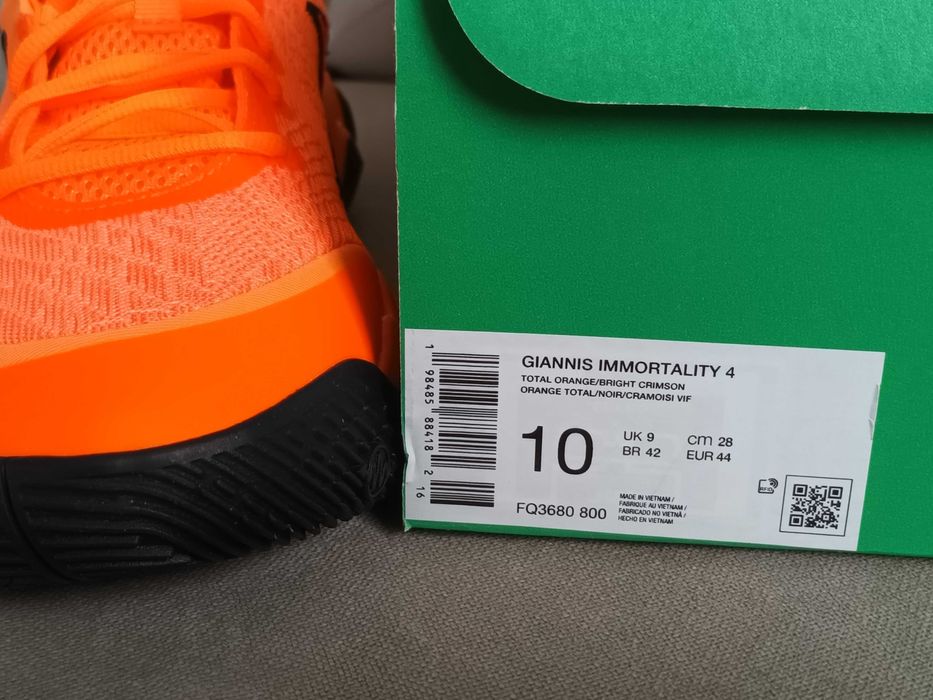 GIANNIS IMMORTALITY 4
TOTAL ORANGE/BRIGHT CRIMSON
ORANGE TOTAL/NOIR/CRAMOISI VIF
1 98485 88418 2 16
10
UK 9 cm 28
BR 42 EUR 44
FQ3680 800
MADE IN VIETNAM /
FABRIQUE AU VIETNAM /
FABRICADO NO VIETNÃ /
HECHO EN VIETNAM
RFID